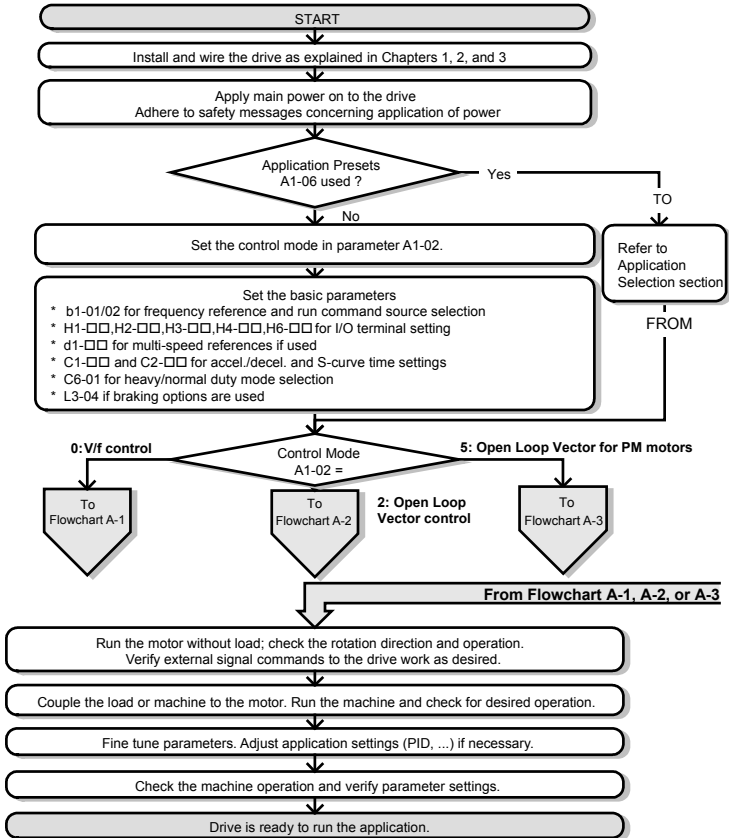 START
Install and wire the drive as explained in Chapters 1, 2, and 3
Apply main power on to the drive
Adhere to safety messages concerning application of power
Application Presets
A1-06 used ?
Yes
TO
No
Set the control mode in parameter A1-02.
Refer to
Application
Selection section
FROM
Set the basic parameters
* b1-01/02 for frequency reference and run command source selection
* H1-□□,H2-□□,H3-□□,H4-□□,H6-□□ for I/O terminal setting
* d1-□□ for multi-speed references if used
* C1-□□ and C2-□□ for accel./decel. and S-curve time settings
* C6-01 for heavy/normal duty mode selection
* L3-04 if braking options are used
0: V/f control
Control Mode
A1-02 =
5: Open Loop Vector for PM motors
To
Flowchart A-1
To
Flowchart A-2
2: Open Loop
Vector control
To
Flowchart A-3
From Flowchart A-1, A-2, or A-3
Run the motor without load; check the rotation direction and operation.
Verify external signal commands to the drive work as desired.
Couple the load or machine to the motor. Run the machine and check for desired operation.
Fine tune parameters. Adjust application settings (PID, ...) if necessary.
Check the machine operation and verify parameter settings.
Drive is ready to run the application.